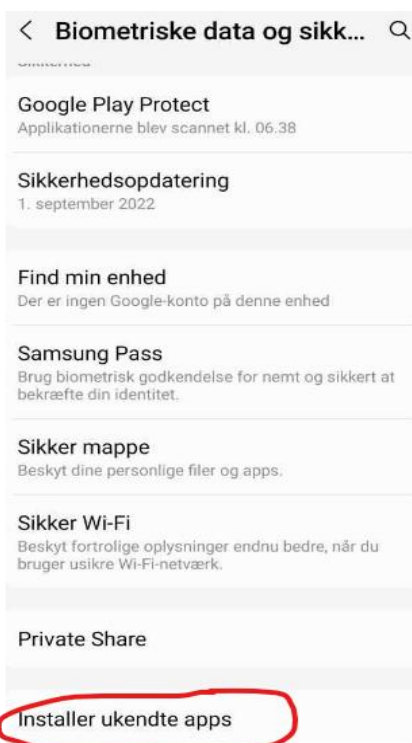 Biometriske data og sikk...
Google Play Protect
Applikationerne blev scannet kl. 06.38
Sikkerhedsopdatering
1. september 2022
Find min enhed
Der er ingen Google-konto på denne enhed
Samsung Pass
Brug biometrisk godkendelse for nemt og sikkert at
bekræfte din identitet.
Sikker mappe
Beskyt dine personlige filer og apps.
Sikker Wi-Fi
Beskyt fortrolige oplysninger endnu bedre, når du
bruger usikre Wi-Fi-netværk.
Private Share
Installer ukendte apps